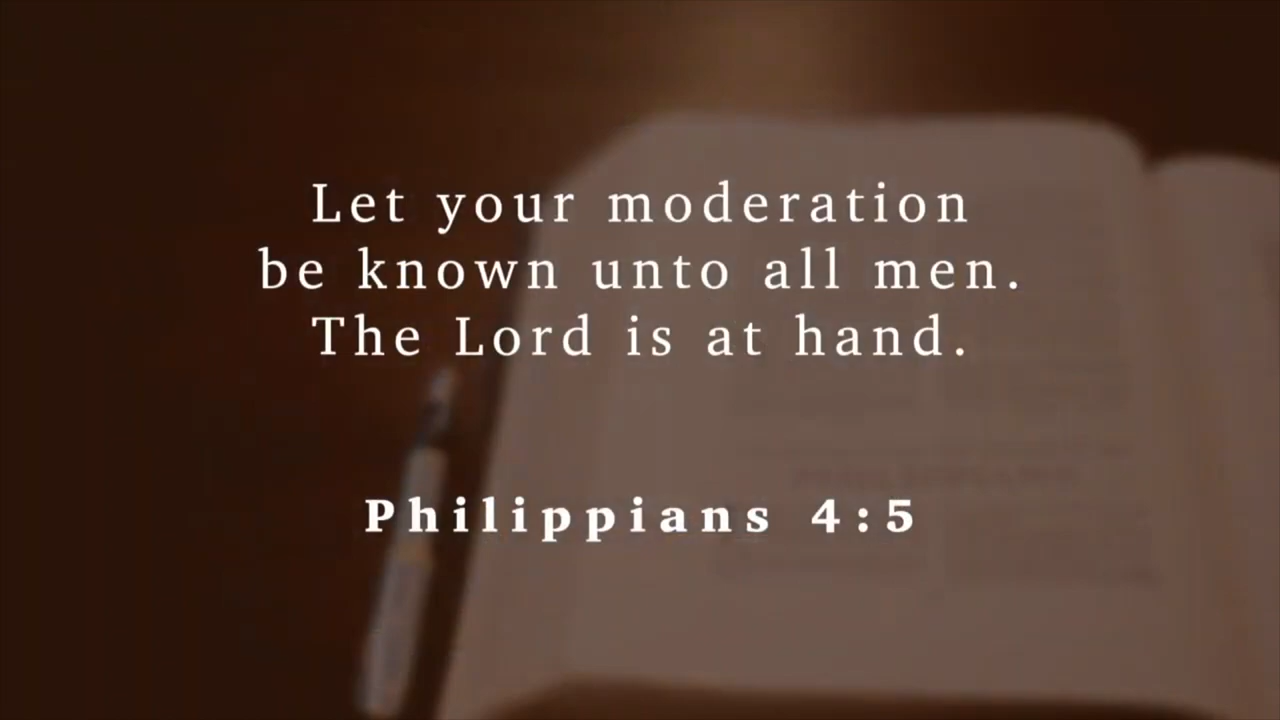 Let your moderation
be known unto all men.
The Lord is at hand.
Philippians 4:5